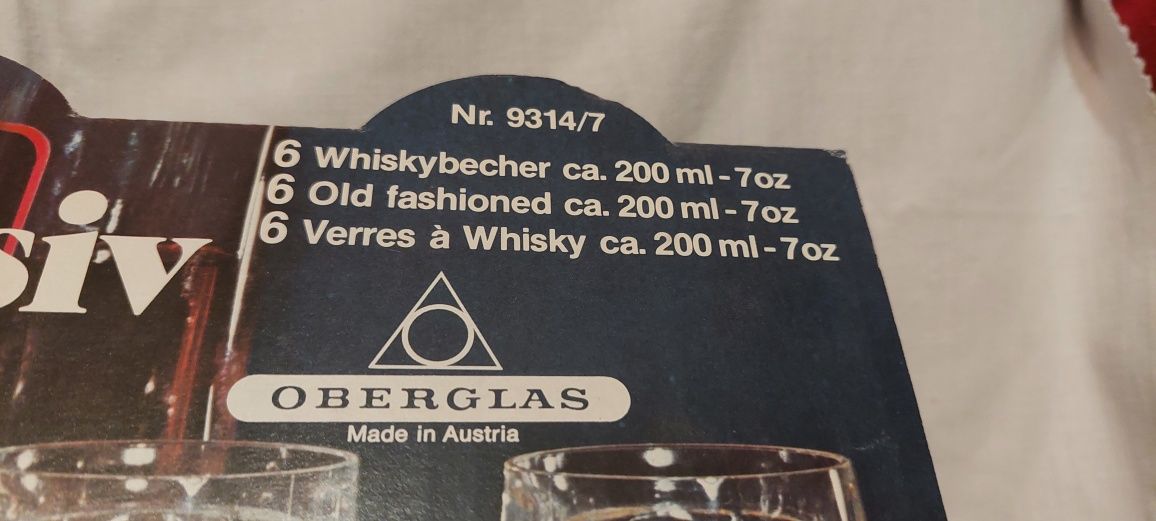 Nr. 9314/7
6 Whiskybecher ca. 200 ml - 7oz
6 Old fashioned ca. 200 ml - 7oz
6 Verres à Whisky ca. 200 ml - 7oz
siv
OBERGLAS
Made in Austria